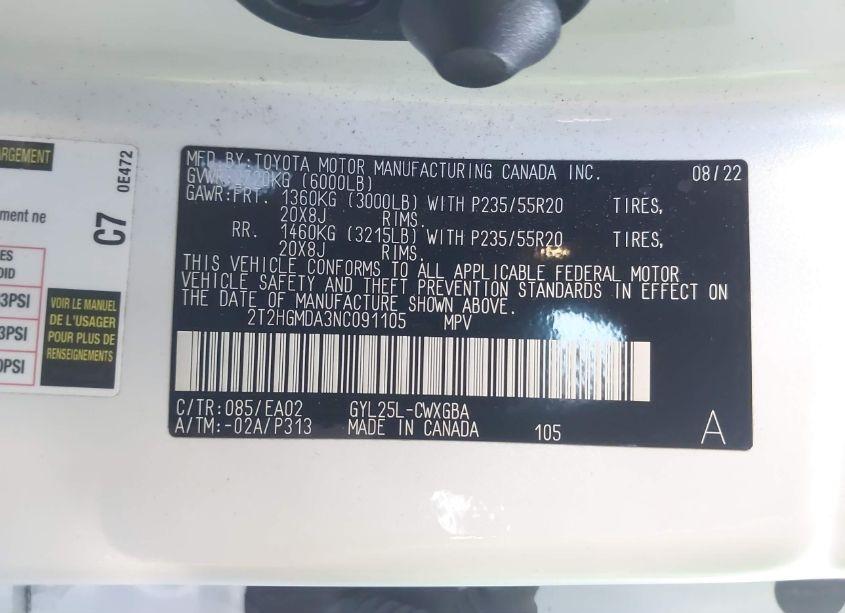 ARGEMENT
ment ne
C7 0E472
ES
OID
3PSI
3PSI
0PSI
VOIR LE MANUEL
DE L'USAGER
POUR PLUS DE
RENSEIGNEMENTS
MFD.BY:TOYOTA MOTOR MANUFACTURING CANADA INC. 08/22
(6000LB)
GAWR:FRT. 1360KG (3000LB) WITH P235/55R20 TIRES,
20X8J RIMS.
RR. 1460KG (3215LB) WITH P235/55R20 TIRES,
20X8J RIMS.
THIS VEHICLE CONFORMS TO ALL APPLICABLE FEDERAL MOTOR
VEHICLE SAFETY AND THEFT PREVENTION STANDARDS IN EFFECT ON
THE DATE OF MANUFACTURE SHOWN ABOVE.
2T2HGMDA3NC091105 MPV
C/TR:085/EA02 GYL25L-CWXGBA
A/TM:-02A/P313 MADE IN CANADA 105 A